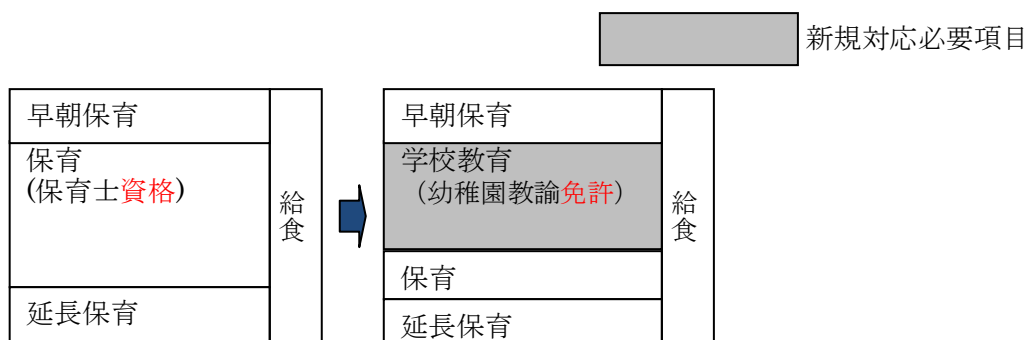 新規対応必要項目
早朝保育
保育
(保育士資格)
延長保育
給食
早朝保育
学校教育
（幼稚園教諭免許）
保育
延長保育
給食